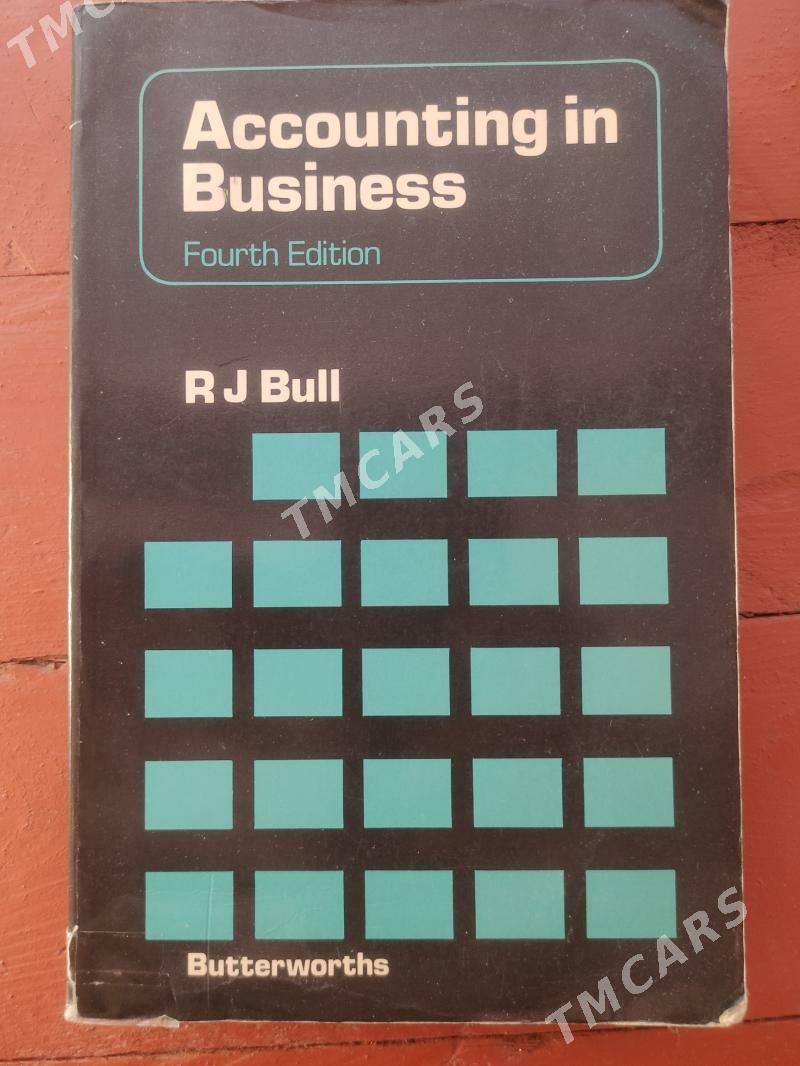 TMCARS
Accounting in
Business
Fourth Edition
R J Bull
TMCARS
Butterworths
TMCARS